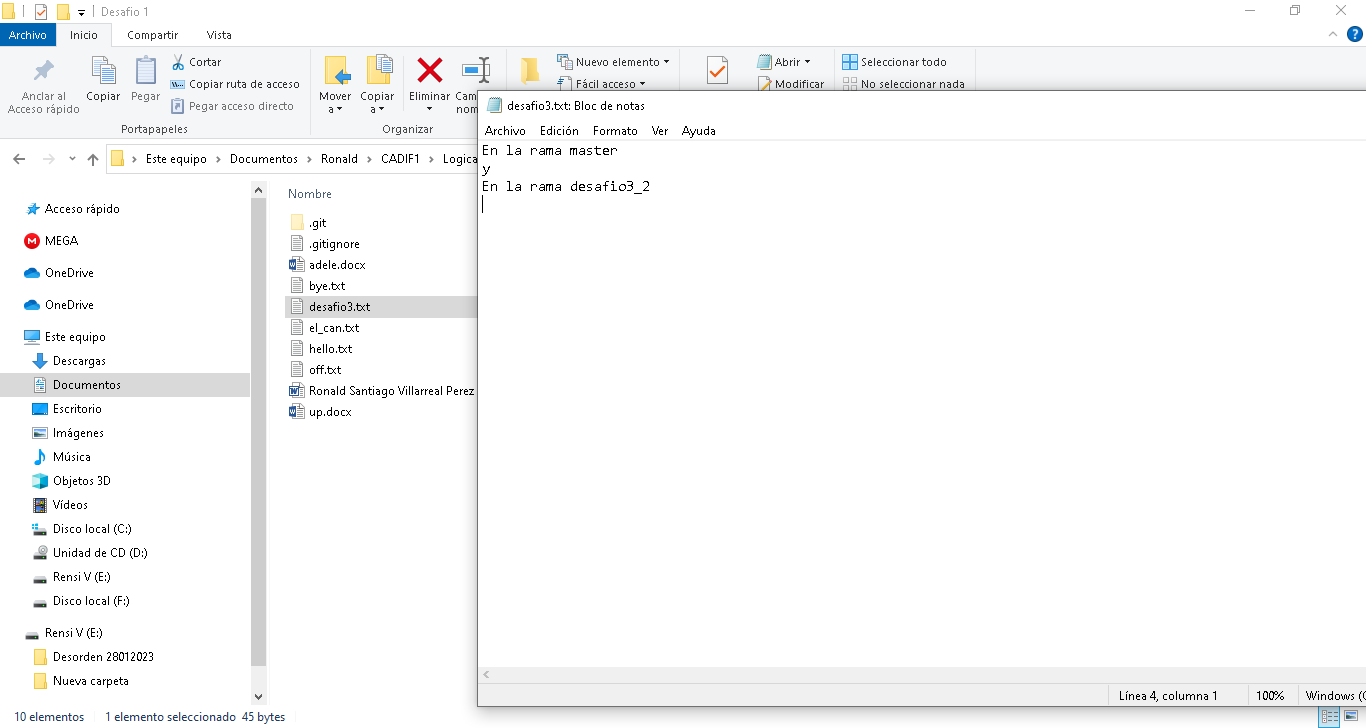 Desafio 1
Archivo Inicio Compartir Vista
Anclar al
Acceso rápido
Copiar
Pegar
Cortar
Copiar ruta de acceso
Pegar acceso directo
Portapapeles
Mover
a
Copiar
a
Eliminar
Organizar
Nuevo elemento
Fácil acceso
Abrir
Modificar
Seleccionar todo
No seleccionar nada
Este equipo > Documentos > Ronald > CADIF1 >
Acceso rápido
MEGA
OneDrive
OneDrive
Este equipo
Descargas
Documentos
Escritorio
Imágenes
Música
Objetos 3D
Vídeos
Disco local (C:)
Unidad de CD (D:)
Rensi V (E:)
Disco local (F:)
Rensi V (E:)
Desorden 28012023
Nueva carpeta
Nombre
.git
.gitignore
adele.docx
bye.txt
desafio3.txt
el_can.txt
hello.txt
off.txt
Ronald Santiago Villarreal Perez
up.docx
desafio3.txt: Bloc de notas
Archivo Edición Formato Ver Ayuda
En la rama master
y
En la rama desafio3_2
Línea 4, columna 1 100% Windows
10 elementos 1 elemento seleccionado 45 bytes